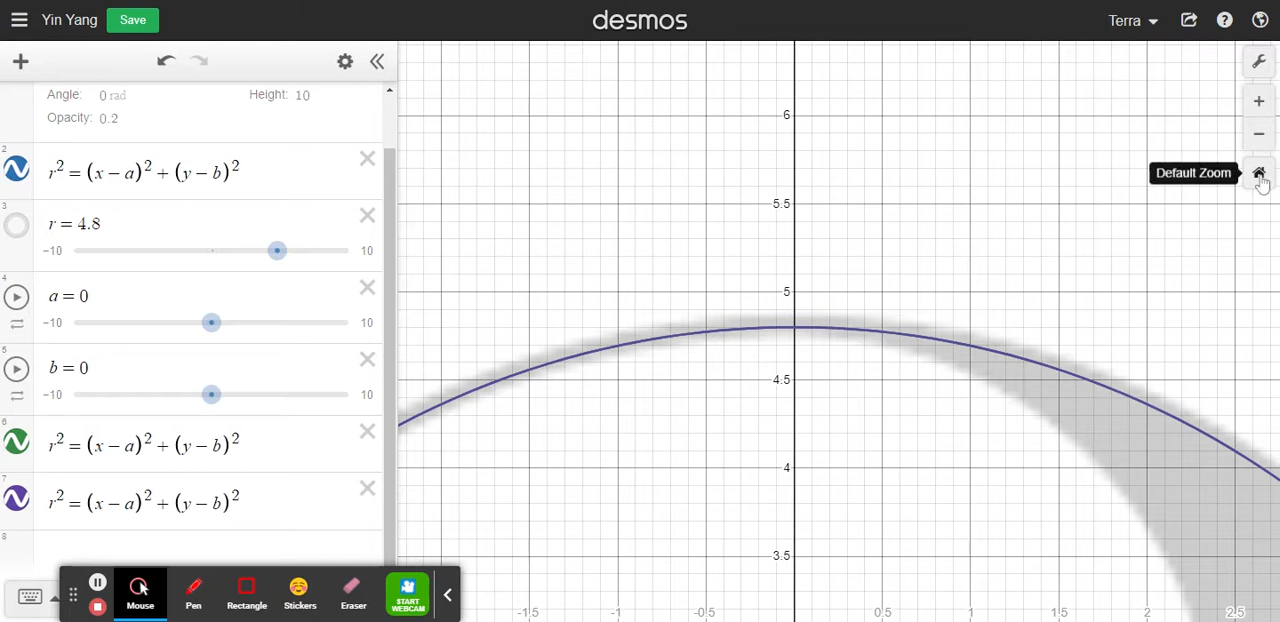 Yin Yang Save desmos Terra
Angle: 0 rad Height: 10
Opacity: 0.2
2
r² = (x − a)² + (y − b)²
3
r = 4.8
−10 10
4
a = 0
−10 10
5
b = 0
−10 10
6
r² = (x − a)² + (y − b)²
7
r² = (x − a)² + (y − b)²
8
Mouse Pen Rectangle Stickers Eraser START WEBCAM
Default Zoom
6
5.5
5
4.5
4
3.5
-1.5 -1 -0.5 0.5 1 1.5 2 2.5